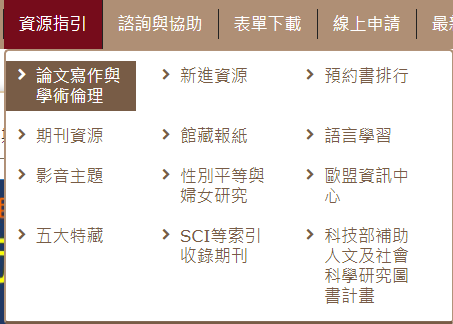 資源指引 諮詢與協助 表單下載 線上申請 最
論文寫作與
學術倫理
新進資源
預約書排行
期刊資源
館藏報紙
語言學習
影音主題
性別平等與
婦女研究
歐盟資訊中
心
五大特藏
SCI等索引
收錄期刊
科技部補助
人文及社會
科學研究圖
書計畫